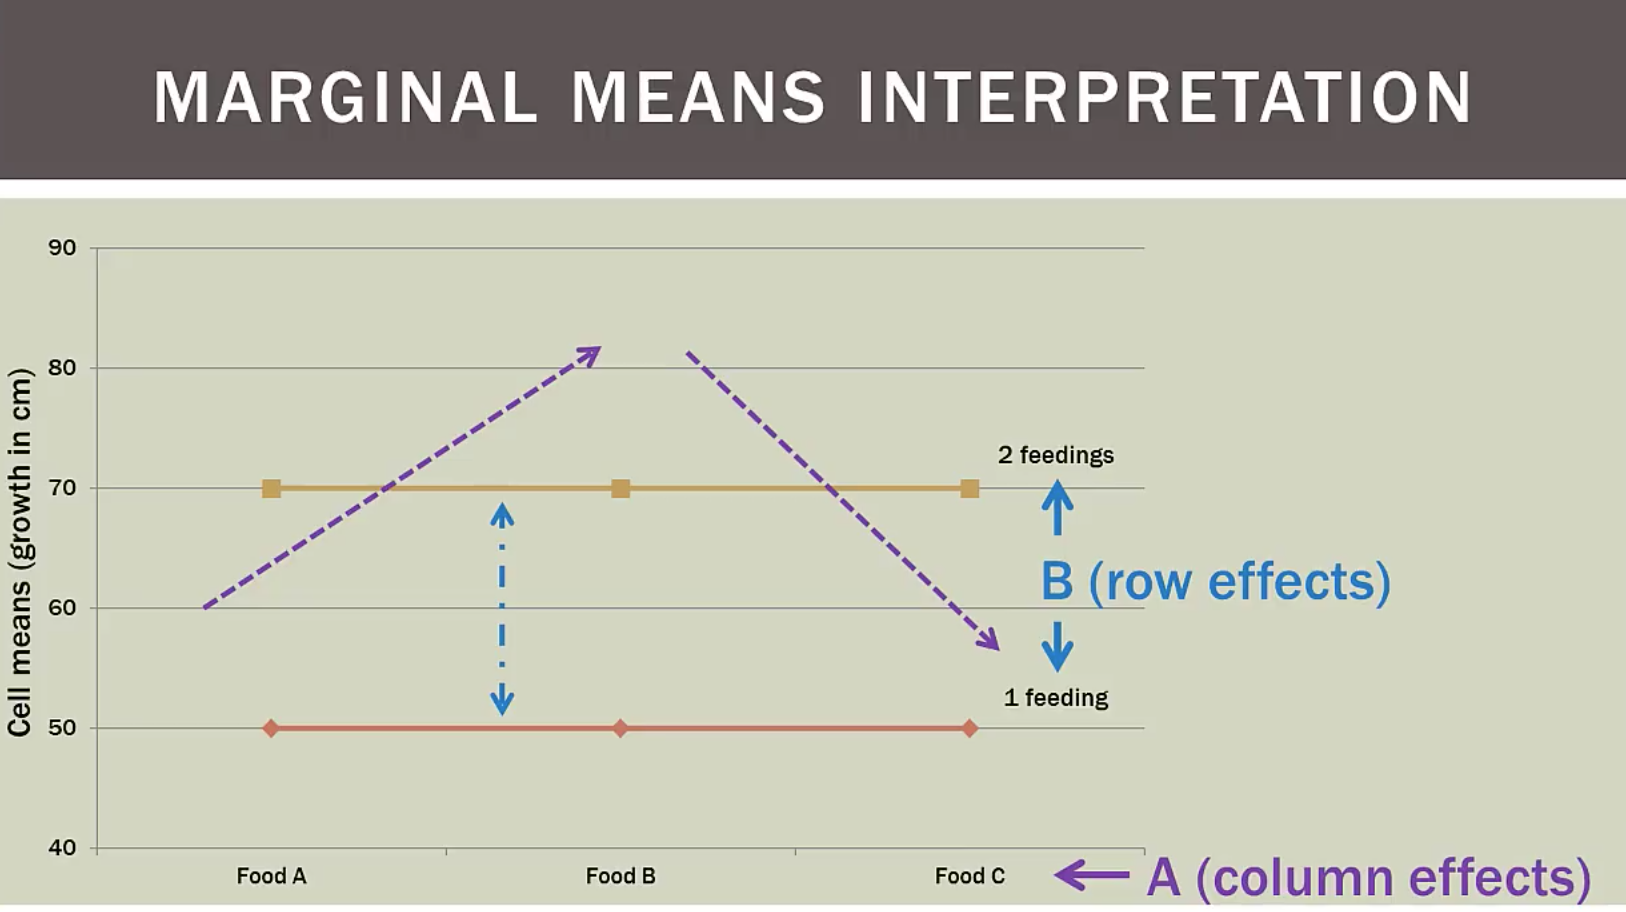 MARGINAL MEANS INTERPRETATION
Cell means (growth in cm)
90
80
70
60
50
40
2 feedings
B (row effects)
1 feeding
Food A Food B Food C
A (column effects)